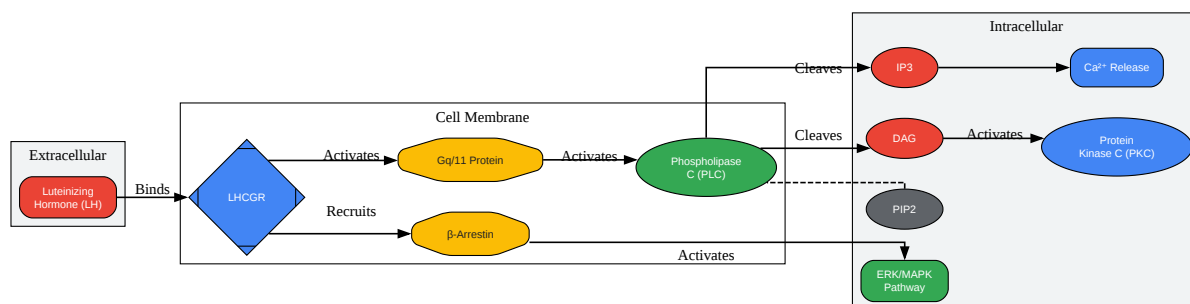 Intracellular
Cleaves
IP3
Ca²⁺ Release
Cell Membrane
Extracellular
Luteinizing
Hormone (LH)
Binds
LHCGR
Activates
Gq/11 Protein
Activates
Phospholipase
C (PLC)
Cleaves
DAG
Activates
Protein
Kinase C (PKC)
Recruits
β-Arrestin
PIP2
Activates
ERK/MAPK
Pathway